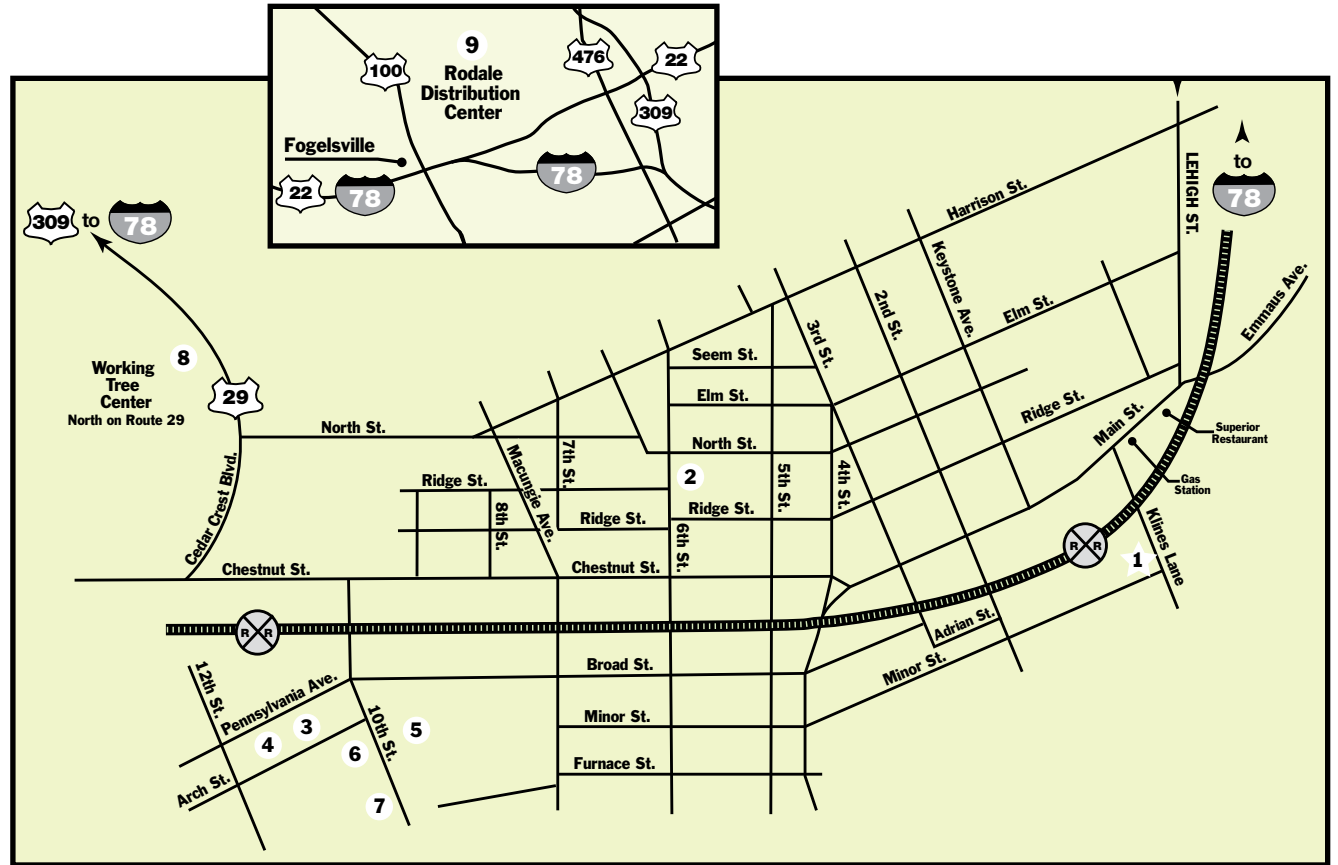 9
Rodale
Distribution
Center
100
476
22
309
Fogelsville
22
78
78
309 to 78
to
78
LEHIGH ST.
Harrison St.
Keystone Ave.
2nd St.
3rd St.
Elm St.
Emmaus Ave.
8
Working
Tree
Center
North on Route 29
29
Seem St.
Elm St.
Ridge St.
Main St.
Superior
Restaurant
North St.
North St.
7th St.
Macungie Ave.
2
5th St.
4th St.
Gas
Station
Cedar Crest Blvd.
Ridge St.
8th St.
Ridge St.
Ridge St.
6th St.
Klines Lane
R R
1
Chestnut St.
Chestnut St.
R R
Adrian St.
Minor St.
Broad St.
12th St.
Pennsylvania Ave.
10th St.
3
4
5
6
Minor St.
Arch St.
Furnace St.
7